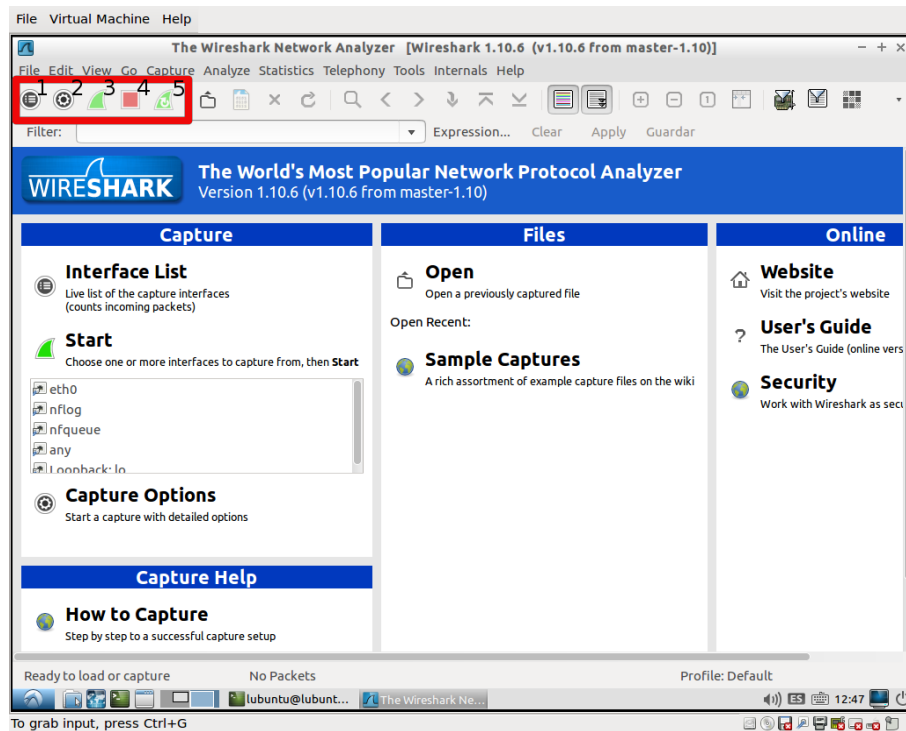 File Virtual Machine Help
The Wireshark Network Analyzer [Wireshark 1.10.6 (v1.10.6 from master-1.10)]
File Edit View Go Capture Analyze Statistics Telephony Tools Internals Help
1 2 3 4 5
Filter: Expression... Clear Apply Guardar
WIRESHARK
The World's Most Popular Network Protocol Analyzer
Version 1.10.6 (v1.10.6 from master-1.10)
Capture
Interface List
Live list of the capture interfaces
(counts incoming packets)
Start
Choose one or more interfaces to capture from, then Start
eth0
nflog
nfqueue
any
Loopback: lo
Capture Options
Start a capture with detailed options
Capture Help
How to Capture
Step by step to a successful capture setup
Files
Open
Open a previously captured file
Open Recent:
Sample Captures
A rich assortment of example capture files on the wiki
Online
Website
Visit the project's website
User's Guide
The User's Guide (online vers
Security
Work with Wireshark as secu
Ready to load or capture No Packets Profile: Default
lubuntu@lubunt... The Wireshark Ne... ES 12:47
To grab input, press Ctrl+G